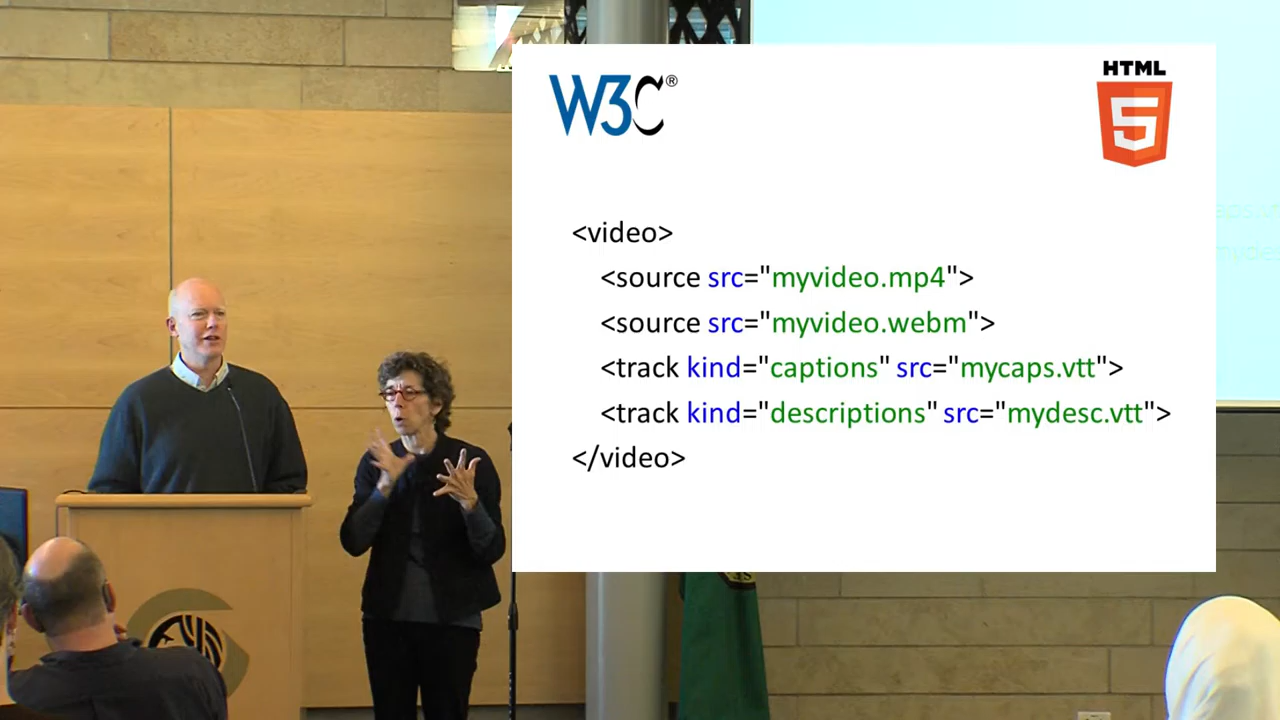 W3C®
HTML
5
<video>
<source src="myvideo.mp4">
<source src="myvideo.webm">
<track kind="captions" src="mycaps.vtt">
<track kind="descriptions" src="mydesc.vtt">
</video>